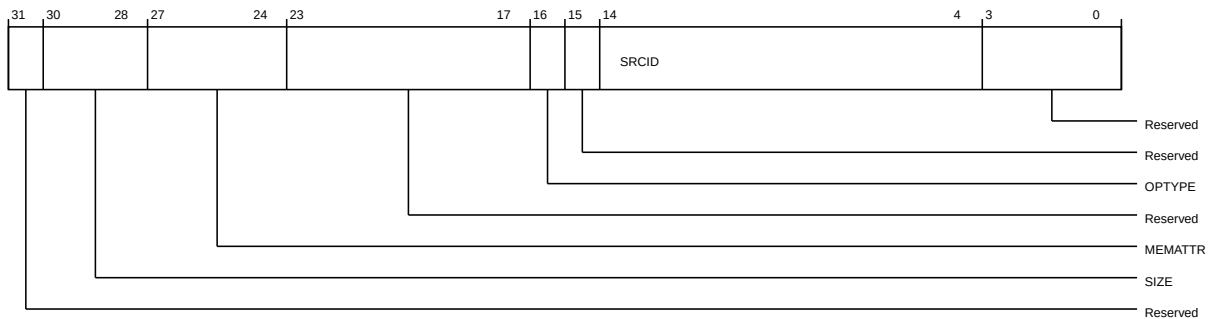 31 30 28 27 24 23 17 16 15 14 4 3 0
SRCID
Reserved
Reserved
OPTYPE
Reserved
MEMATTR
SIZE
Reserved